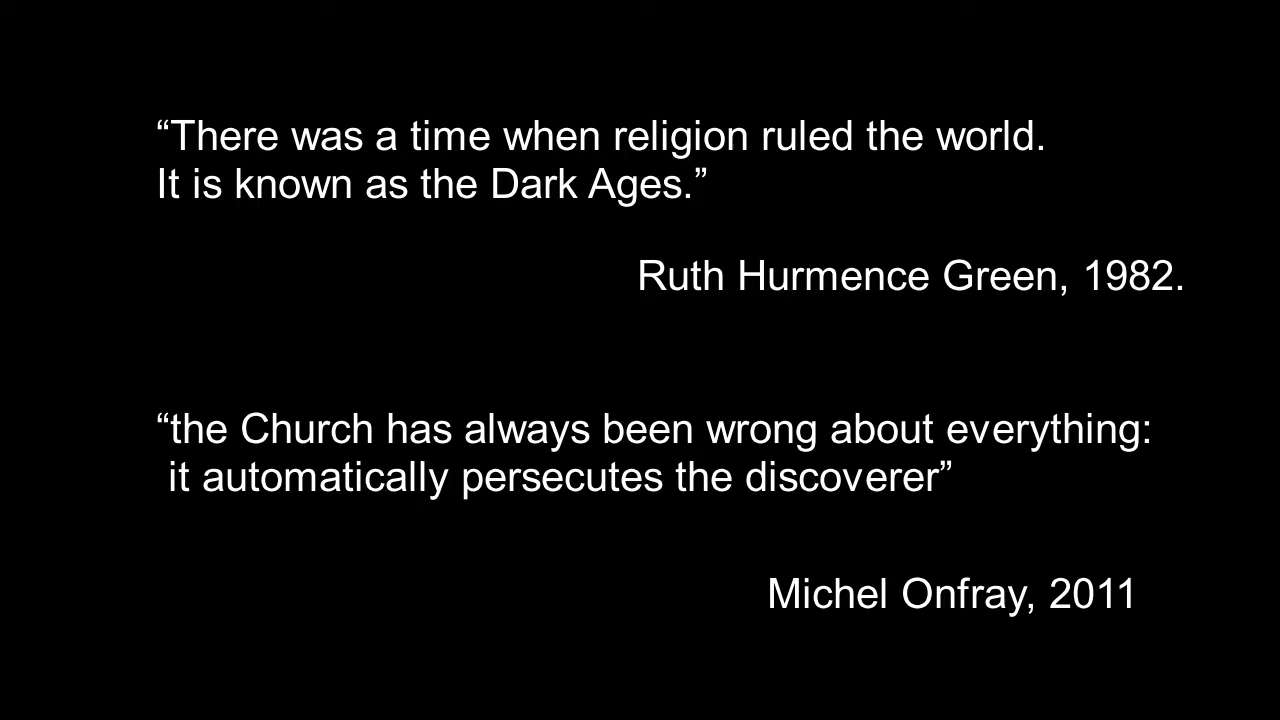 “There was a time when religion ruled the world.
It is known as the Dark Ages.”
Ruth Hurmence Green, 1982.
“the Church has always been wrong about everything:
it automatically persecutes the discoverer”
Michel Onfray, 2011